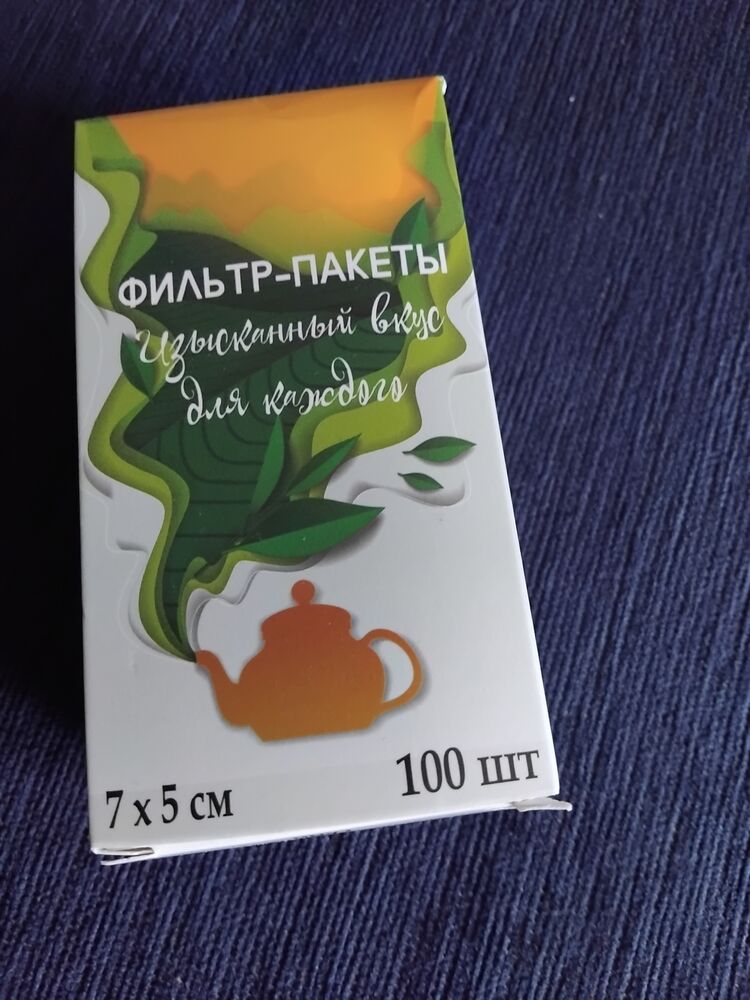 ФИЛЬТР-ПАКЕТЫ
Изысканный вкус
для каждого
7 х 5 см
100 шт